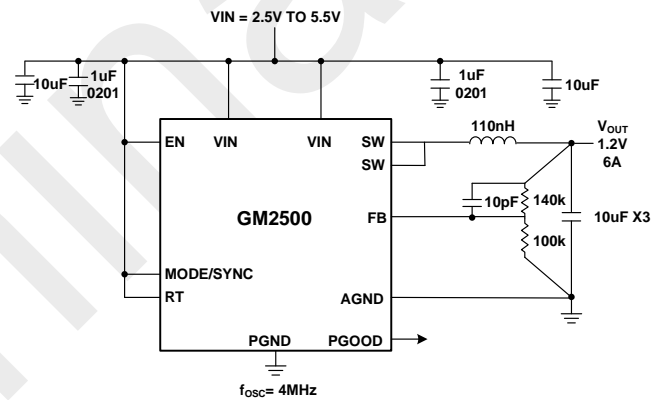 VIN = 2.5V TO 5.5V
10uF
1uF
0201
1uF
0201
10uF
EN
VIN
VIN
SW
SW
110nH
VOUT
1.2V
6A
GM2500
FB
10pF
140k
100k
10uF X3
MODE/SYNC
RT
AGND
PGND
PGOOD
fOSC= 4MHz